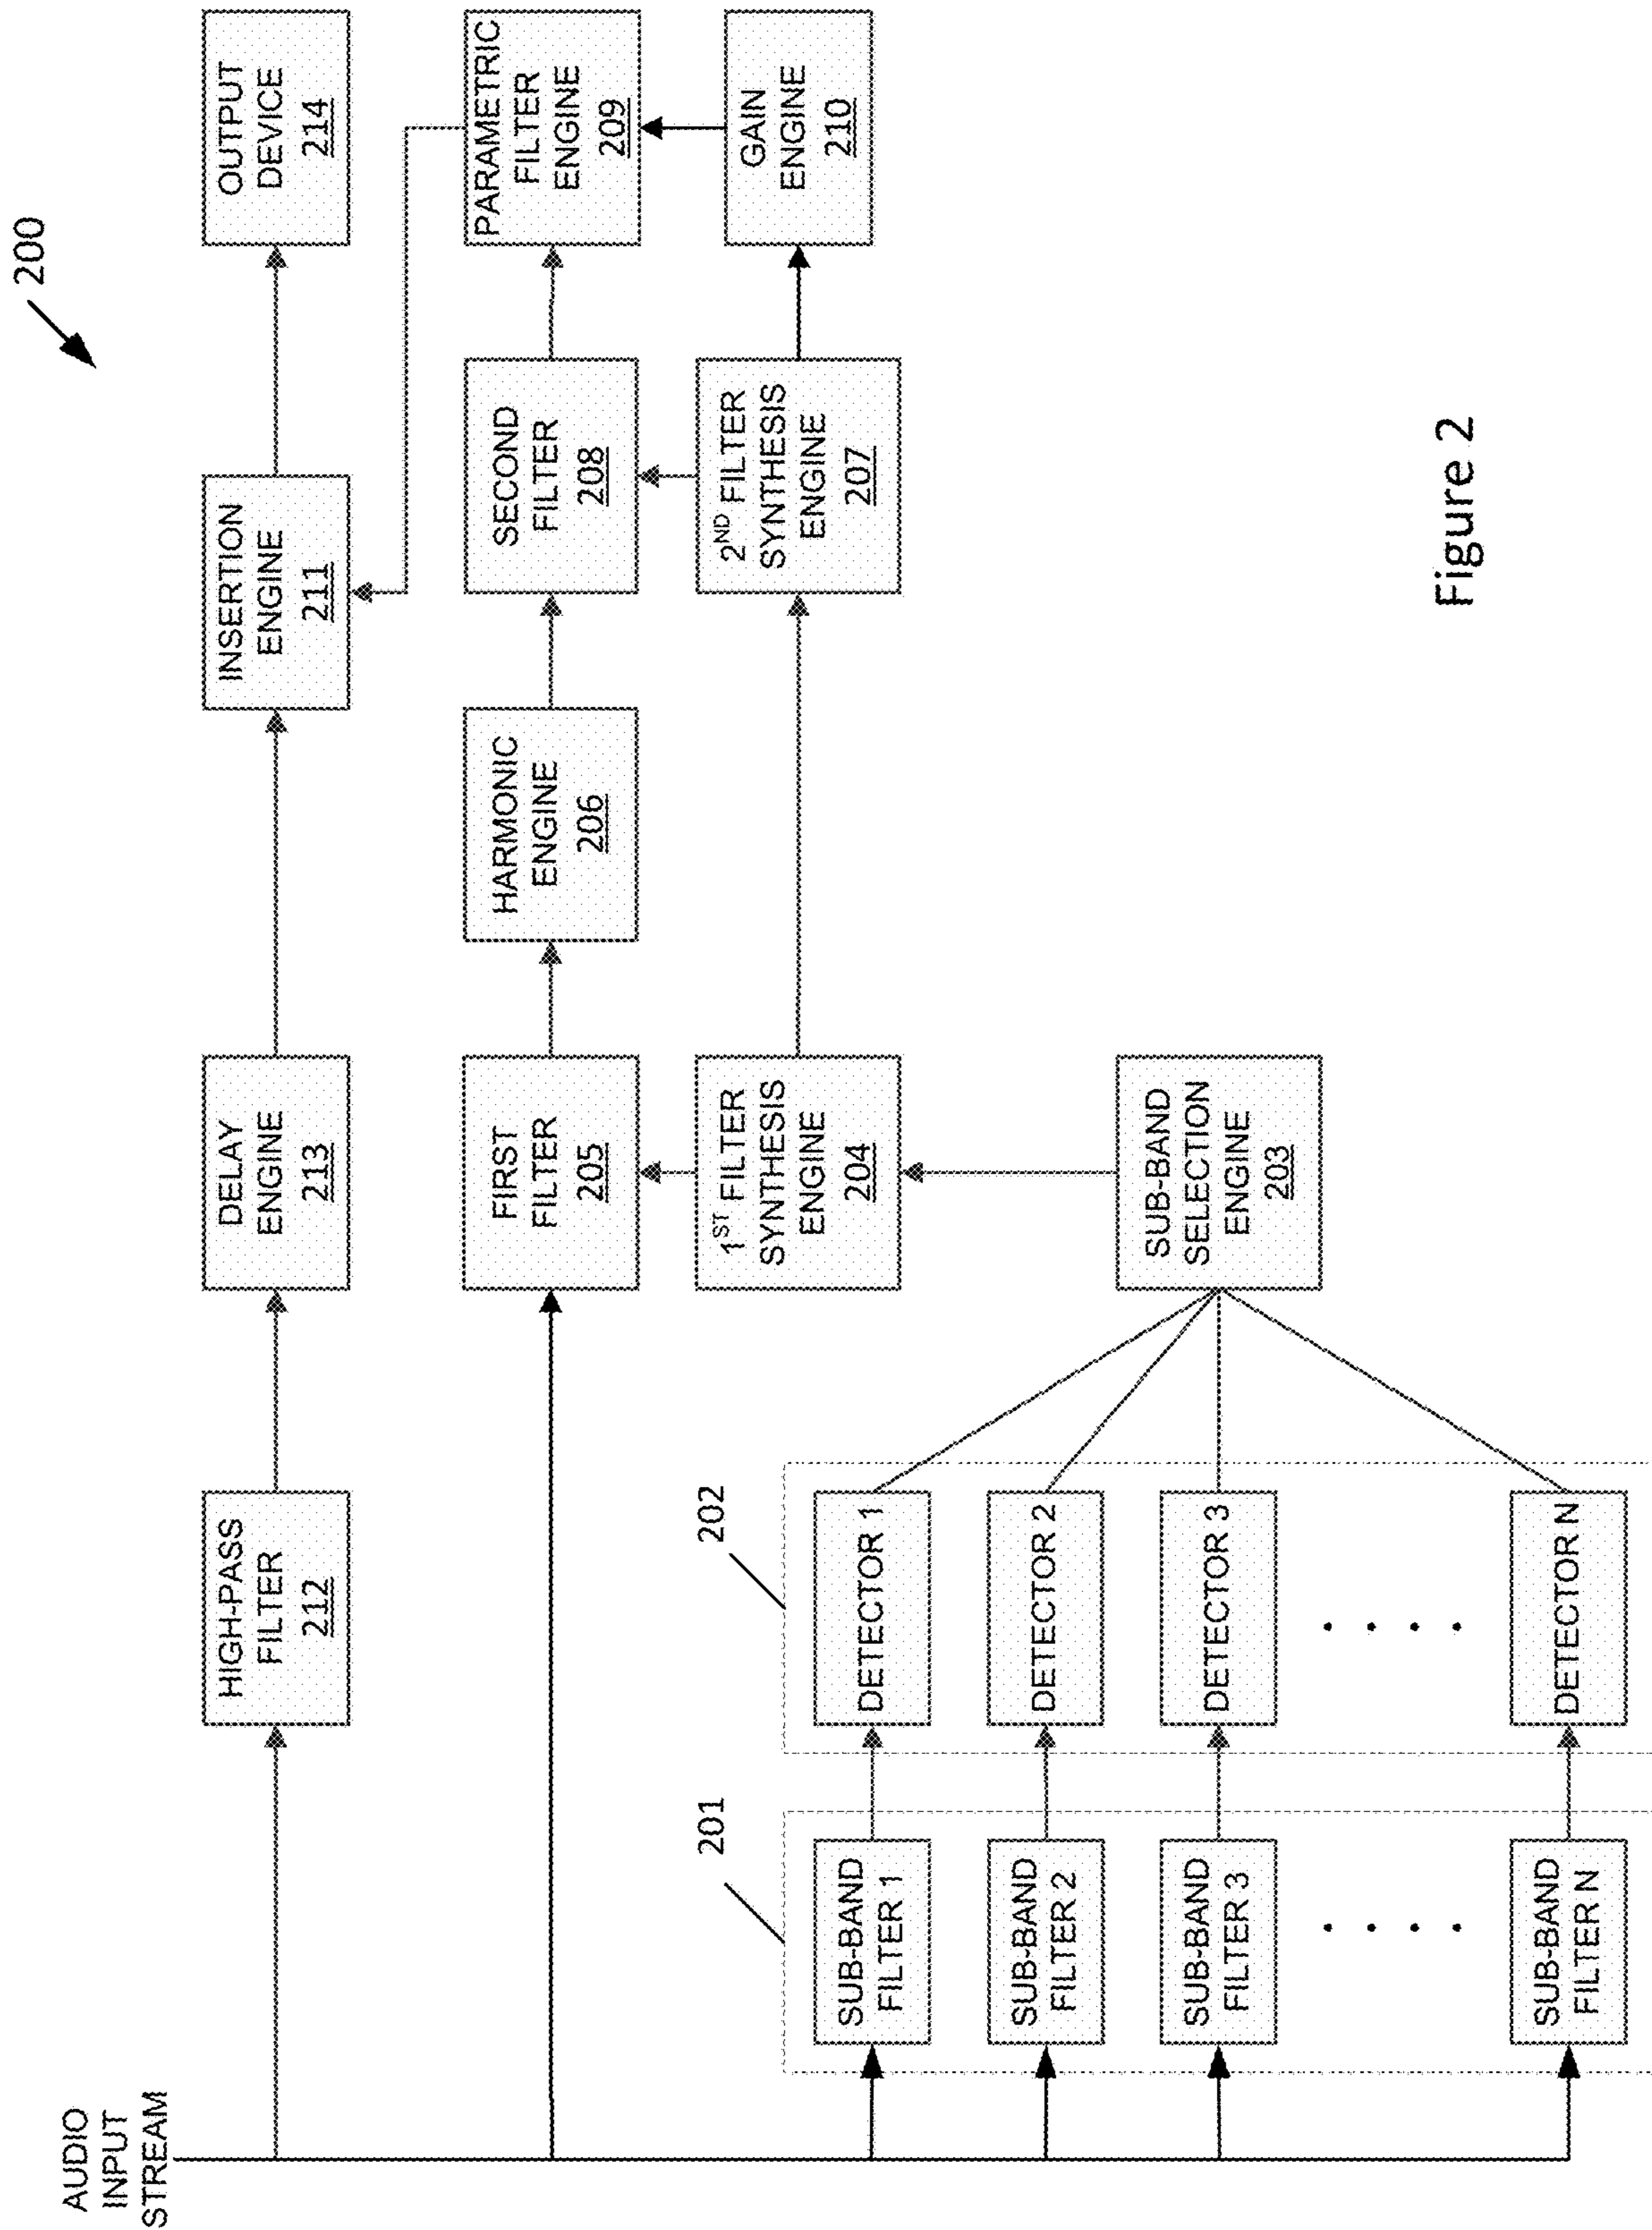 200
AUDIO
INPUT
STREAM
HIGH-PASS
FILTER
212
DELAY
ENGINE
213
INSERTION
ENGINE
211
OUTPUT
DEVICE
214
FIRST
FILTER
205
HARMONIC
ENGINE
206
SECOND
FILTER
208
PARAMETRIC
FILTER
ENGINE
209
1ST FILTER
SYNTHESIS
ENGINE
204
2ND FILTER
SYNTHESIS
ENGINE
207
GAIN
ENGINE
210
201
202
SUB-BAND
FILTER 1
DETECTOR 1
SUB-BAND
FILTER 2
DETECTOR 2
SUB-BAND
FILTER 3
DETECTOR 3
SUB-BAND
SELECTION
ENGINE
203
. . . .
. . . .
SUB-BAND
FILTER N
DETECTOR N
Figure 2